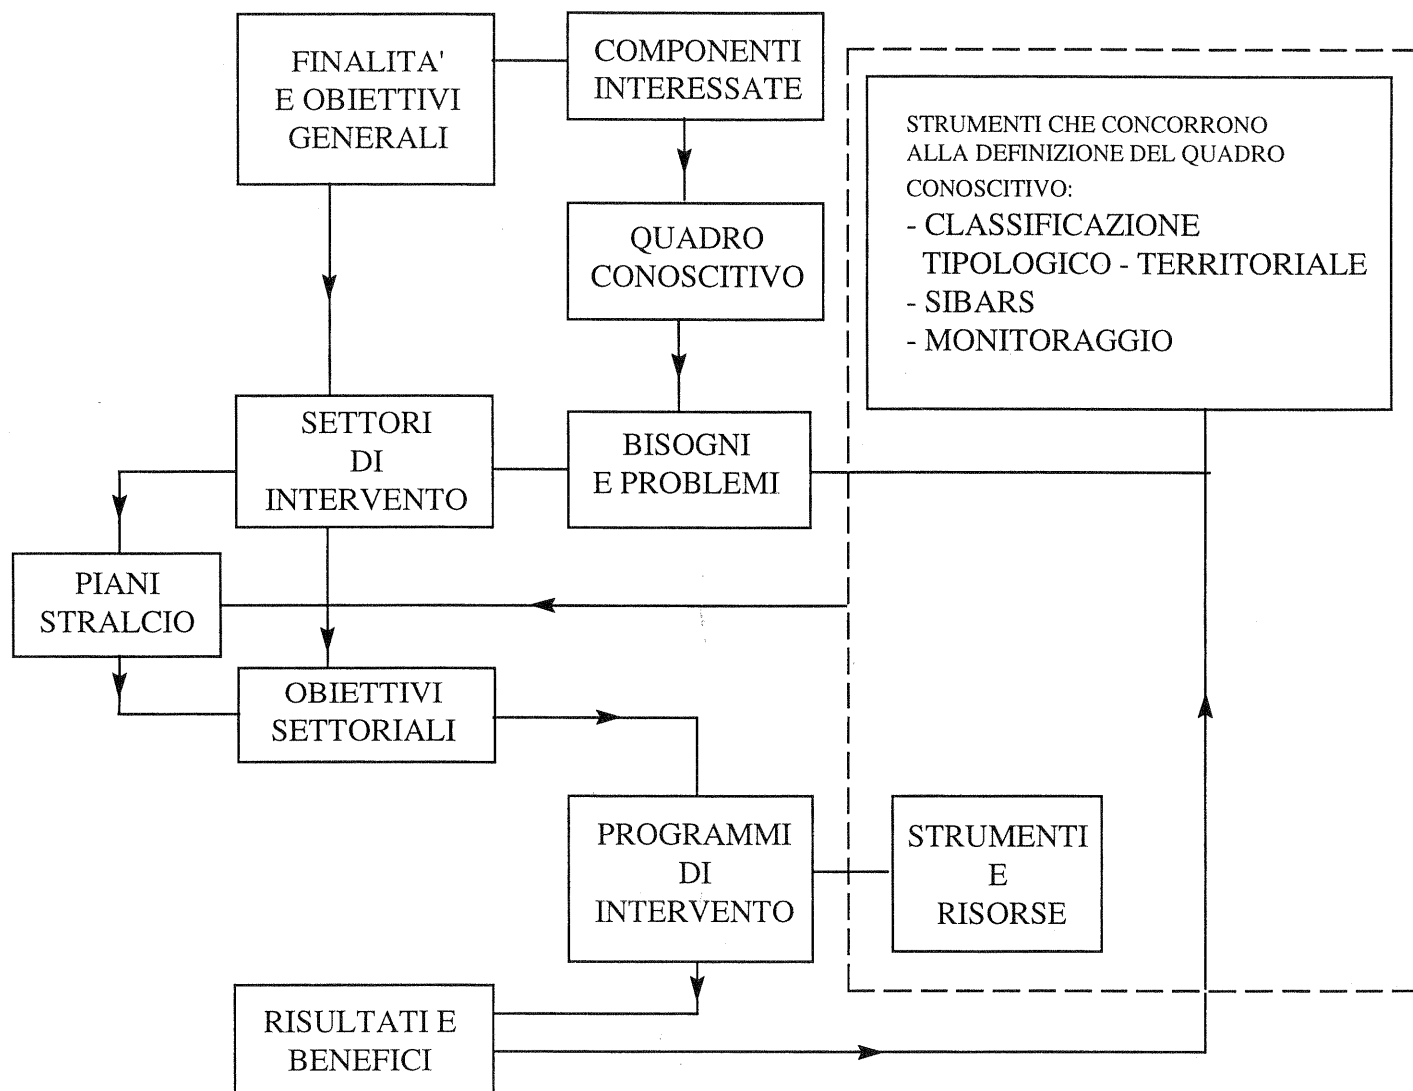 FINALITA'
E OBIETTIVI
GENERALI
COMPONENTI
INTERESSATE
STRUMENTI CHE CONCORRONO
ALLA DEFINIZIONE DEL QUADRO
CONOSCITIVO:
- CLASSIFICAZIONE
TIPOLOGICO - TERRITORIALE
- SIBARS
- MONITORAGGIO
QUADRO
CONOSCITIVO
SETTORI
DI
INTERVENTO
BISOGNI
E PROBLEMI
PIANI
STRALCIO
OBIETTIVI
SETTORIALI
PROGRAMMI
DI
INTERVENTO
STRUMENTI
E
RISORSE
RISULTATI E
BENEFICI